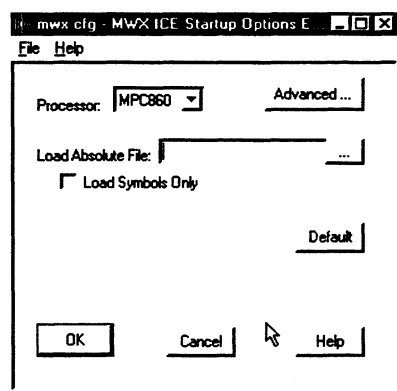 mwx cfg - MWX ICE Startup Options E
File Help
Processor: MPC860 Advanced ...
Load Absolute File: ...
Load Symbols Only
Default
OK Cancel Help